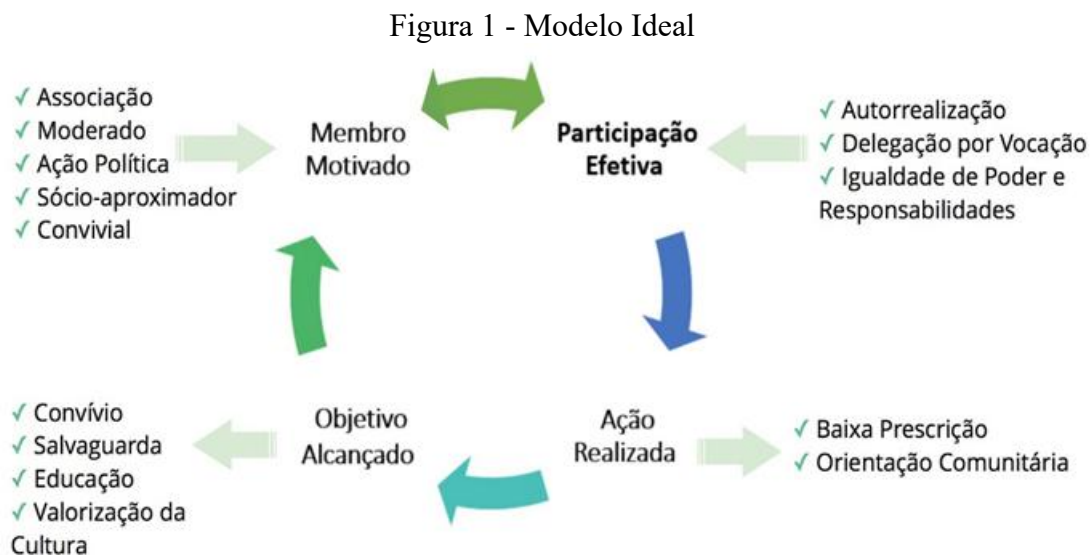 Figura 1 - Modelo Ideal
✓ Associação
✓ Moderado
✓ Ação Política
✓ Sócio-aproximador
✓ Convivial
Membro
Motivado
Participação
Efetiva
✓ Autorrealização
✓ Delegação por Vocação
✓ Igualdade de Poder e
Responsabilidades
✓ Convívio
✓ Salvaguarda
✓ Educação
✓ Valorização da
Cultura
Objetivo
Alcançado
Ação
Realizada
✓ Baixa Prescrição
✓ Orientação Comunitária